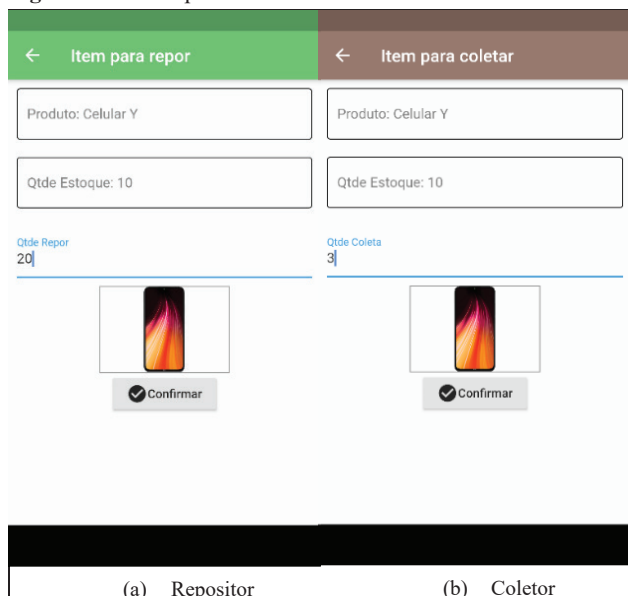 Item para repor
Produto: Celular Y
Qtde Estoque: 10
Qtde Repor
20
Confirmar
(a) Repositor
Item para coletar
Produto: Celular Y
Qtde Estoque: 10
Qtde Coleta
3
Confirmar
(b) Coletor